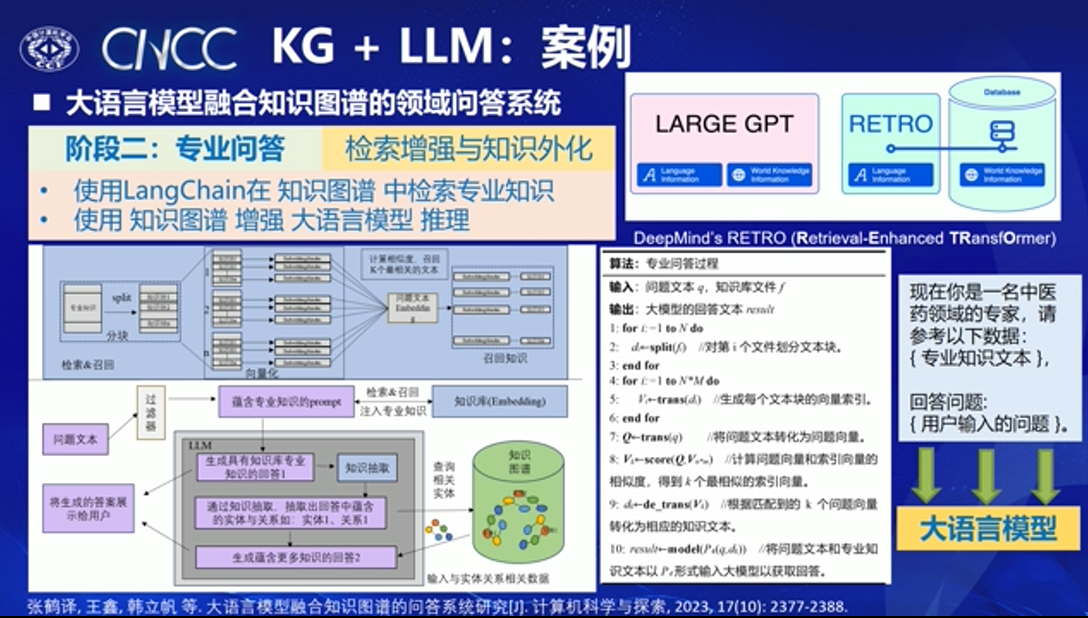 CNCC
KG + LLM：案例
■ 大语言模型融合知识图谱的领域问答系统
阶段二：专业问答
检索增强与知识外化
• 使用LangChain在 知识图谱 中检索专业知识
• 使用 知识图谱 增强 大语言模型 推理
LARGE GPT
Language
Information
World Knowledge
Information
RETRO
Language
Information
Database
World Knowledge
Information
DeepMind's RETRO (Retrieval-Enhanced TRansfOrmer)
专业知识
split
分块
检索&召回
1
2
n
向量化
计算相似度，召回
K个最相关的文本
问题文本
Embeddin
g
召回知识
问题文本
过
滤
器
蕴含专业知识的prompt
检索&召回
注入专业知识
知识库(Embedding)
LLM
生成具有知识库专业
知识的回答1
知识抽取
通过知识抽取，抽取出回答中蕴含
的实体与关系如：实体1、关系1
生成蕴含更多知识的回答2
将生成的答案展
示给用户
查询
相关
实体
知识
图谱
输入与实体关系相关数据
算法：专业问答过程
输入：问题文本 q，知识库文件 f
输出：大模型的回答文本 result
1: for i:=1 to N do
2: dᵢ←split(fᵢ) //对第 i 个文件划分文本块。
3: end for
4: for i:=1 to N*M do
5: Vᵢ←trans(dᵢ) //生成每个文本块的向量索引。
6: end for
7: Q←trans(q) //将问题文本转化为问题向量。
8: //计算问题向量和索引向量的
相似度，得到 k 个最相似的索引向量。
9: //根据匹配到的 k 个问题向量
转化为相应的知识文本。
10: //将问题文本和专业知
识文本以 形式输入大模型以获取回答。
现在你是一名中医
药领域的专家，请
参考以下数据：
{ 专业知识文本 }，
回答问题:
{ 用户输入的问题 }。
大语言模型
张鹤译, 王鑫, 韩立帆 等. 大语言模型融合知识图谱的问答系统研究[J]. 计算机科学与探索, 2023, 17(10): 2377-2388.